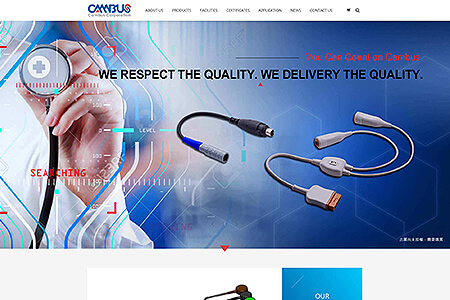 CAMBUS
Cambus Corporation
ABOUT US PRODUCTS FACILITIES CERTIFICATES APPLICATION NEWS CONTACT US
You Can Count on Cambus
WE RESPECT THE QUALITY. WE DELIVERY THE QUALITY.
LEVEL
SEARCHING
OUR